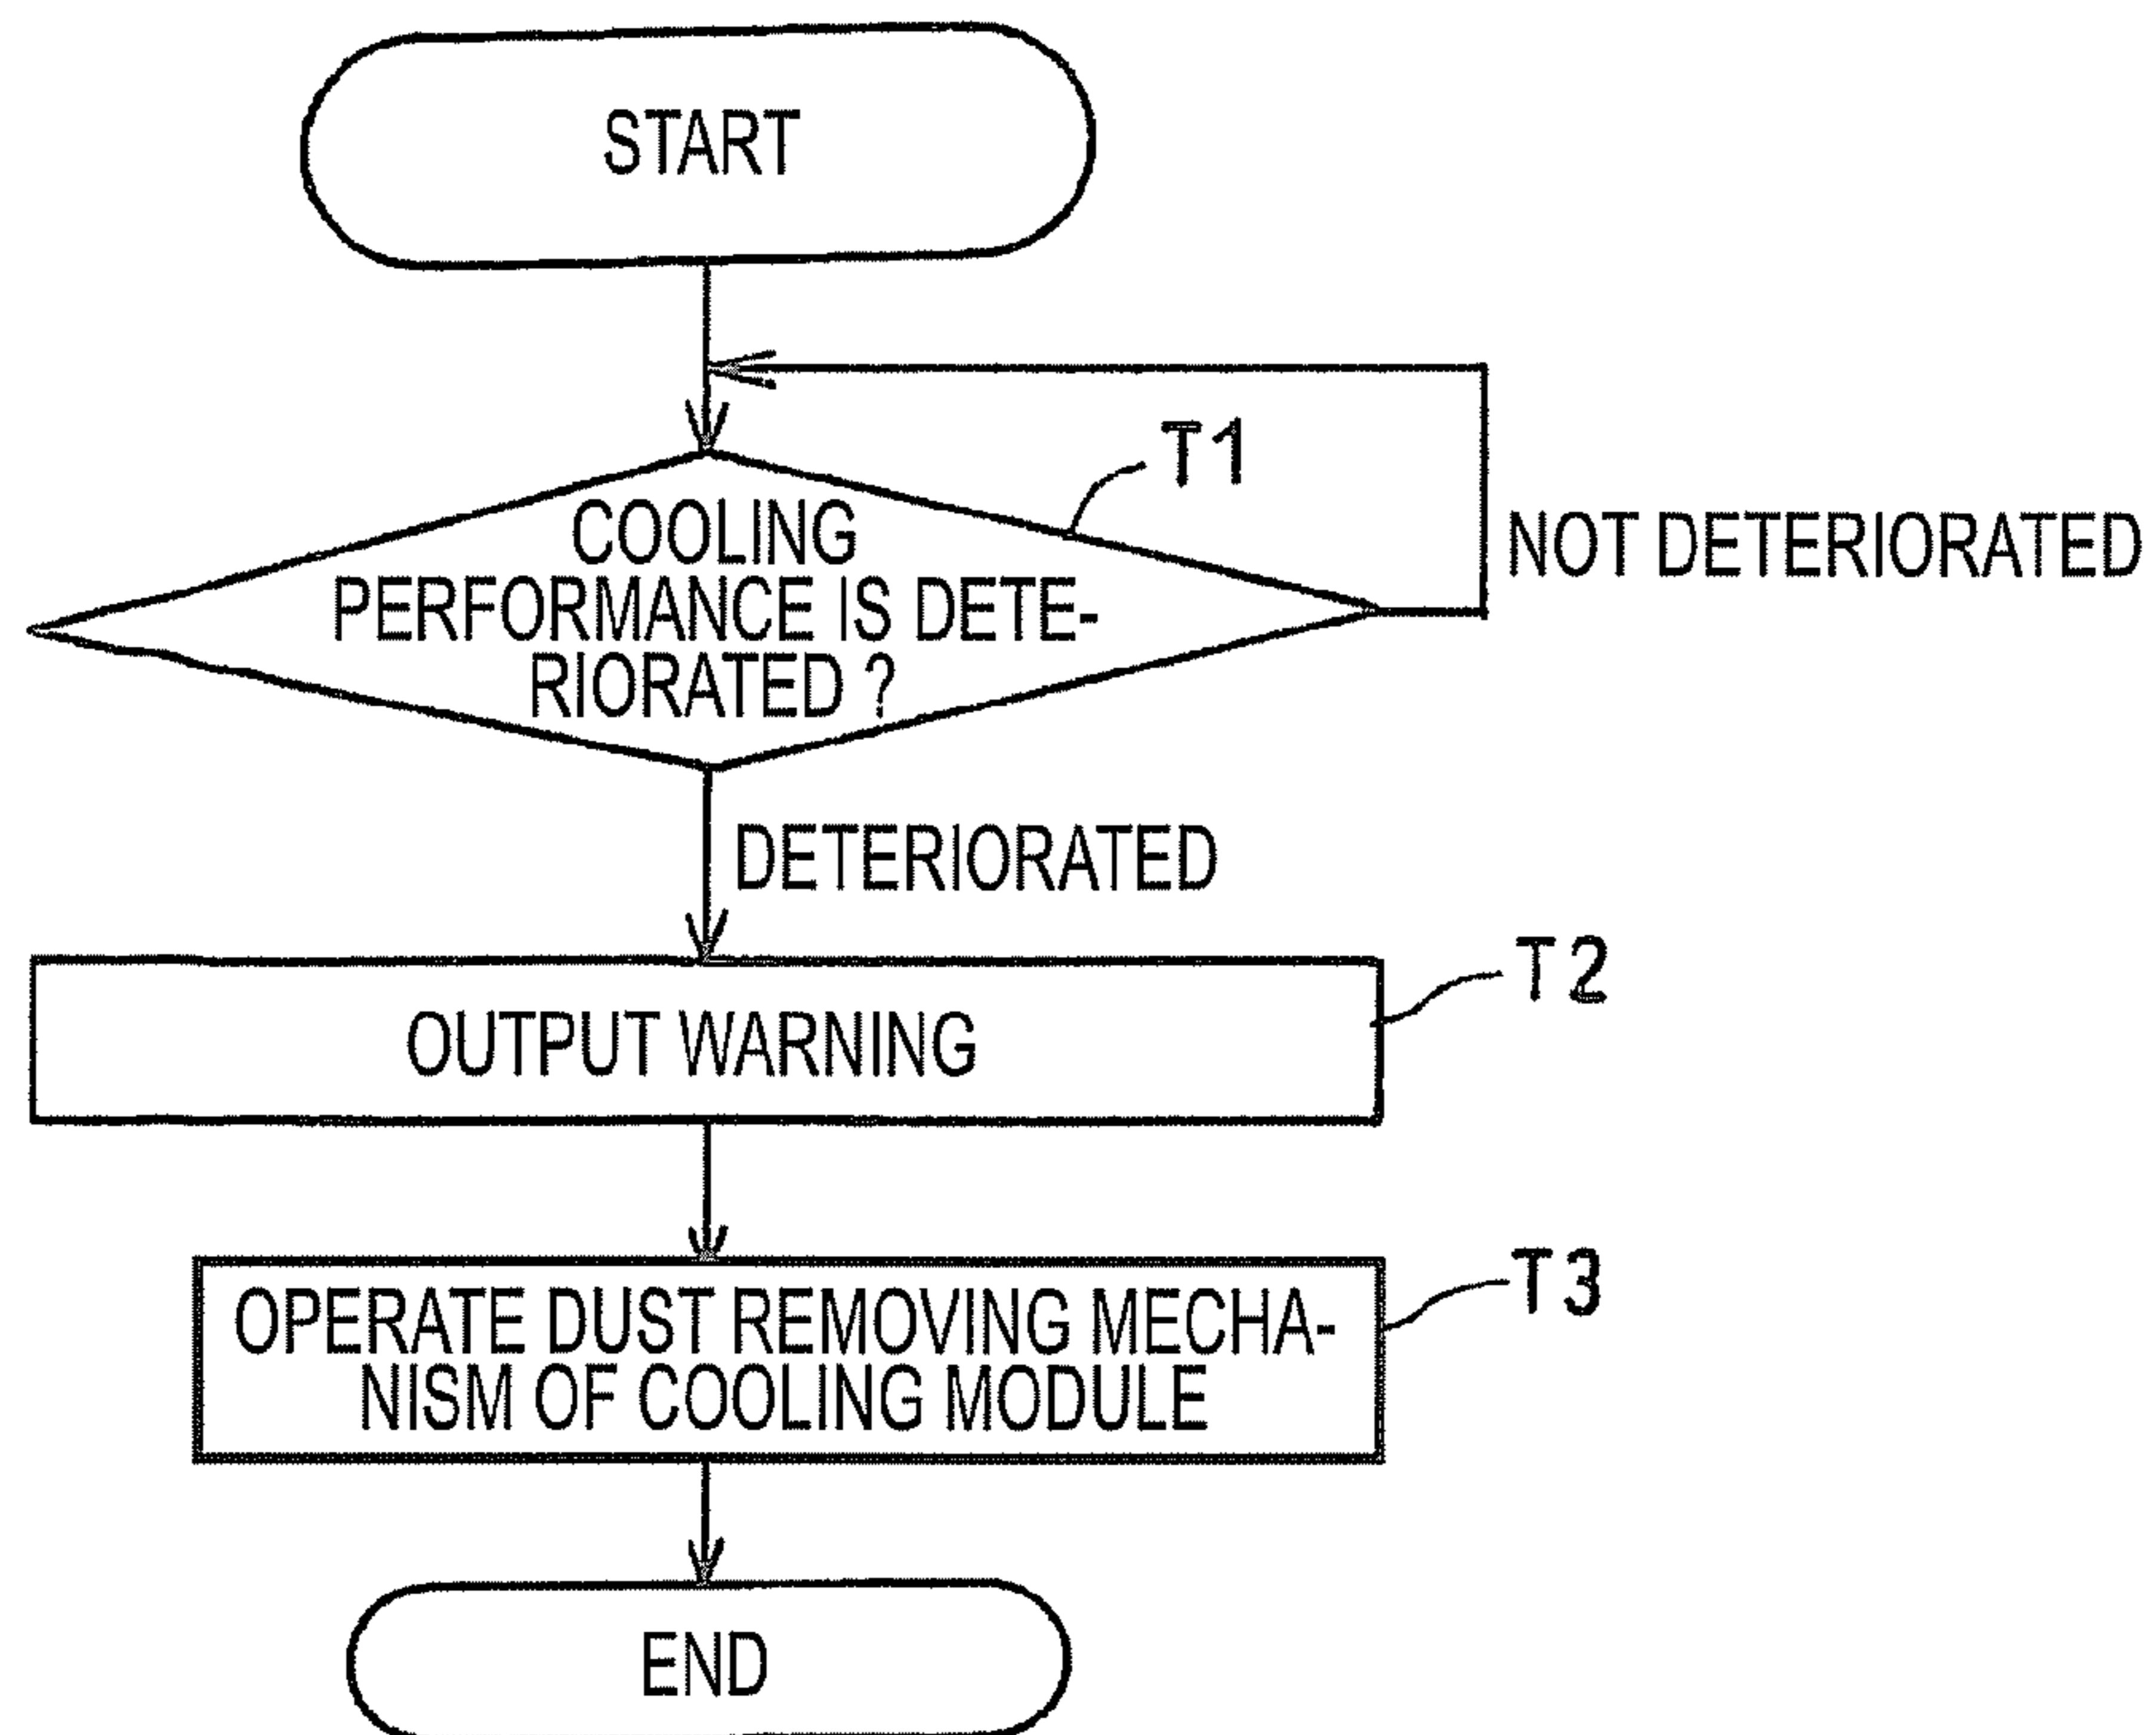 START
T1
COOLING
PERFORMANCE IS DETE-
RIORATED ?
NOT DETERIORATED
DETERIORATED
OUTPUT WARNING
T2
OPERATE DUST REMOVING MECHA-
NISM OF COOLING MODULE
T3
END